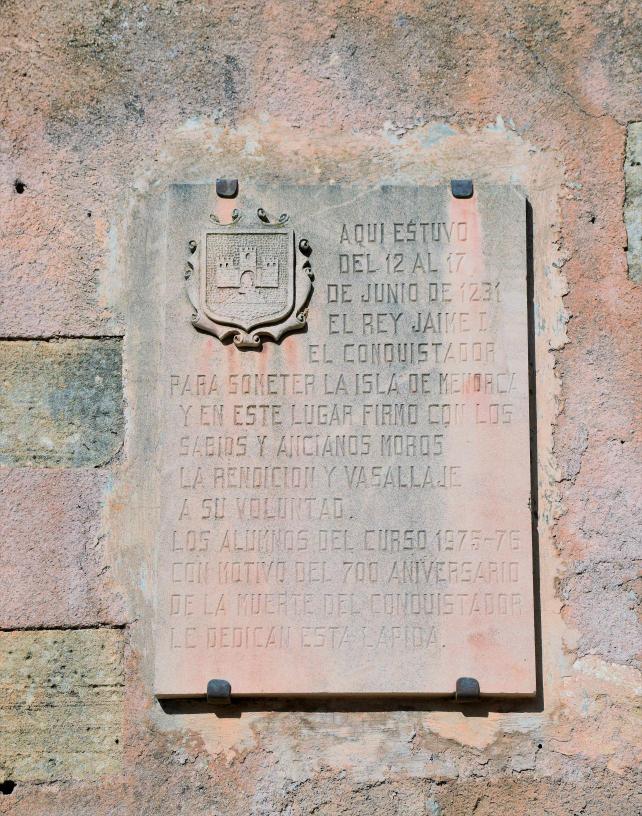 AQUI ESTUVO
DEL 12 AL 17
DE JUNIO DE 1231
EL REY JAIME I
EL CONQUISTADOR
PARA SOMETER LA ISLA DE MENORCA
Y EN ESTE LUGAR FIRMO CON LOS
SABIOS Y ANCIANOS MOROS
LA RENDICION Y VASALLAJE
A SU VOLUNTAD.
LOS ALUMNOS DEL CURSO 1975-76
CON MOTIVO DEL 700 ANIVERSARIO
DE LA MUERTE DEL CONQUISTADOR
LE DEDICAN ESTA LAPIDA.